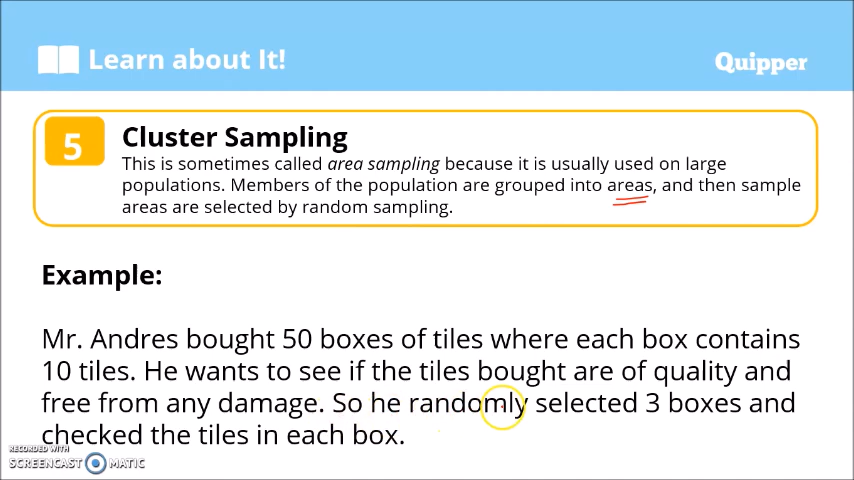 Learn about It!
Quipper
5
Cluster Sampling
This is sometimes called area sampling because it is usually used on large
populations. Members of the population are grouped into areas, and then sample
areas are selected by random sampling.
Example:
Mr. Andres bought 50 boxes of tiles where each box contains
10 tiles. He wants to see if the tiles bought are of quality and
free from any damage. So he randomly selected 3 boxes and
checked the tiles in each box.
RECORDED WITH
SCREENCAST MATIC